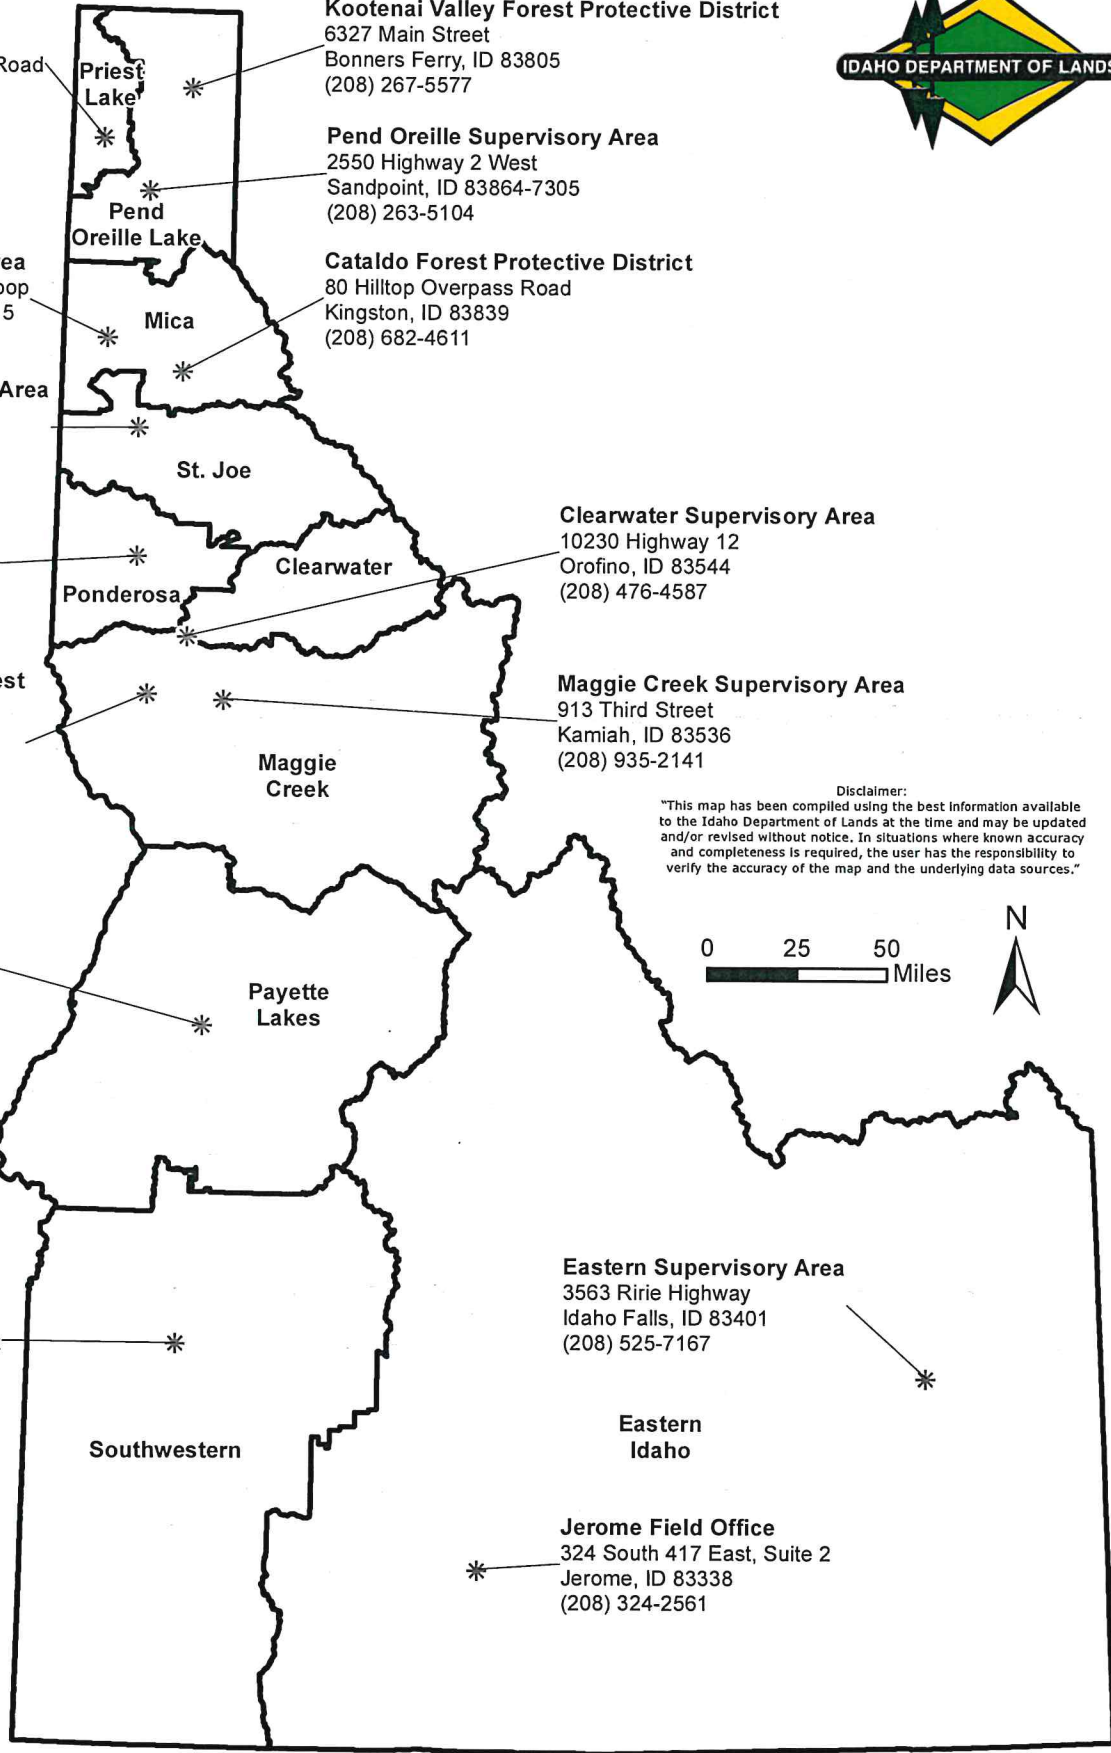 Kootenai Valley Forest Protective District
6327 Main Street
Bonners Ferry, ID 83805
(208) 267-5577
IDAHO DEPARTMENT OF LANDS
Road
Priest
Lake
Pend Oreille Supervisory Area
2550 Highway 2 West
Sandpoint, ID 83864-7305
(208) 263-5104
Pend
Oreille Lake
Cataldo Forest Protective District
80 Hilltop Overpass Road
Kingston, ID 83839
(208) 682-4611
ea
oop
5
Mica
Area
St. Joe
Clearwater Supervisory Area
10230 Highway 12
Orofino, ID 83544
(208) 476-4587
Clearwater
Ponderosa
est
Maggie Creek Supervisory Area
913 Third Street
Kamiah, ID 83536
(208) 935-2141
Maggie
Creek
Disclaimer:
"This map has been compiled using the best information available
to the Idaho Department of Lands at the time and may be updated
and/or revised without notice. In situations where known accuracy
and completeness is required, the user has the responsibility to
verify the accuracy of the map and the underlying data sources."
N
0 25 50
Miles
Payette
Lakes
Eastern Supervisory Area
3563 Ririe Highway
Idaho Falls, ID 83401
(208) 525-7167
Eastern
Idaho
Southwestern
Jerome Field Office
324 South 417 East, Suite 2
Jerome, ID 83338
(208) 324-2561